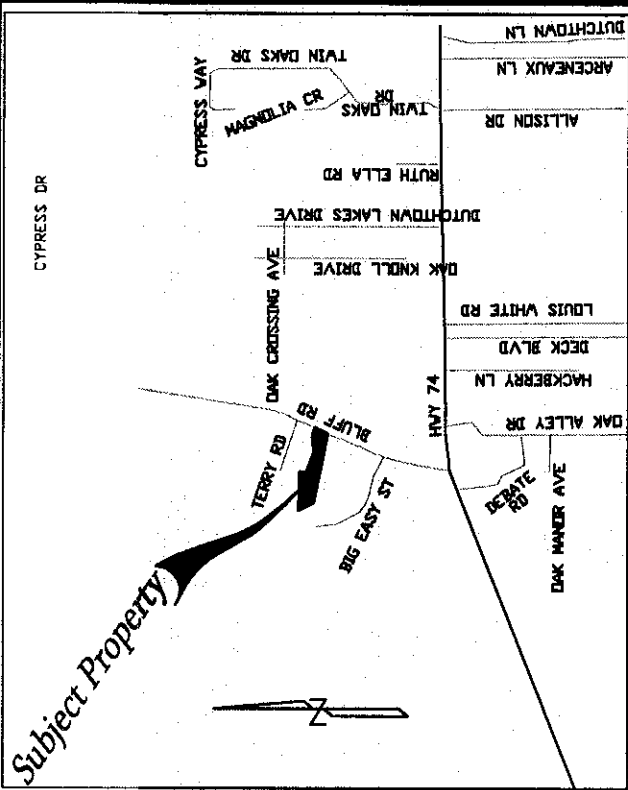 DUTCHTOWN LN
TWIN OAKS DR
ARCENEAUX LN
CYPRESS WAY
MAGNOLIA CR
TWIN OAKS DR
ALLISON DR
CYPRESS DR
RUTH ELLA RD
DUTCHTOWN LAKES DRIVE
OAK KNOLL DRIVE
OAK CROSSING AVE
LOUIS WHITE RD
DECK BLVD
HACKBERRY LN
HWY 74
OAK ALLEY DR
BLUFF RD
TERRY RD
BIG EASY ST
DEBATE
RD
OAK MANOR AVE
Subject Property
N